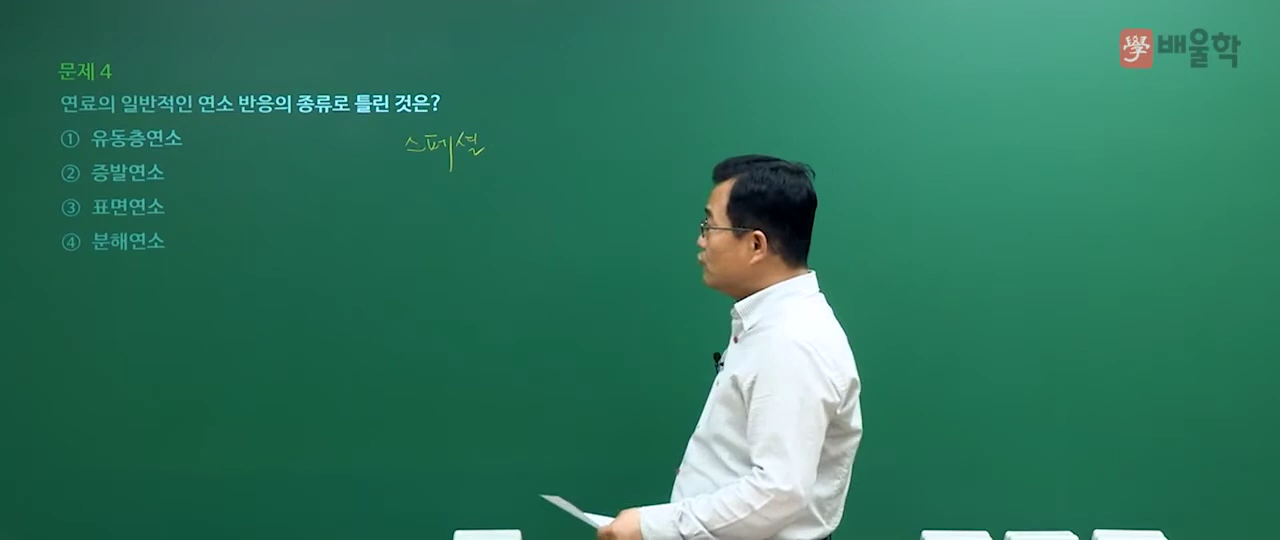 學 배울학
문제 4
연료의 일반적인 연소 반응의 종류로 틀린 것은?
① 유동층연소
스페셜
② 증발연소
③ 표면연소
④ 분해연소